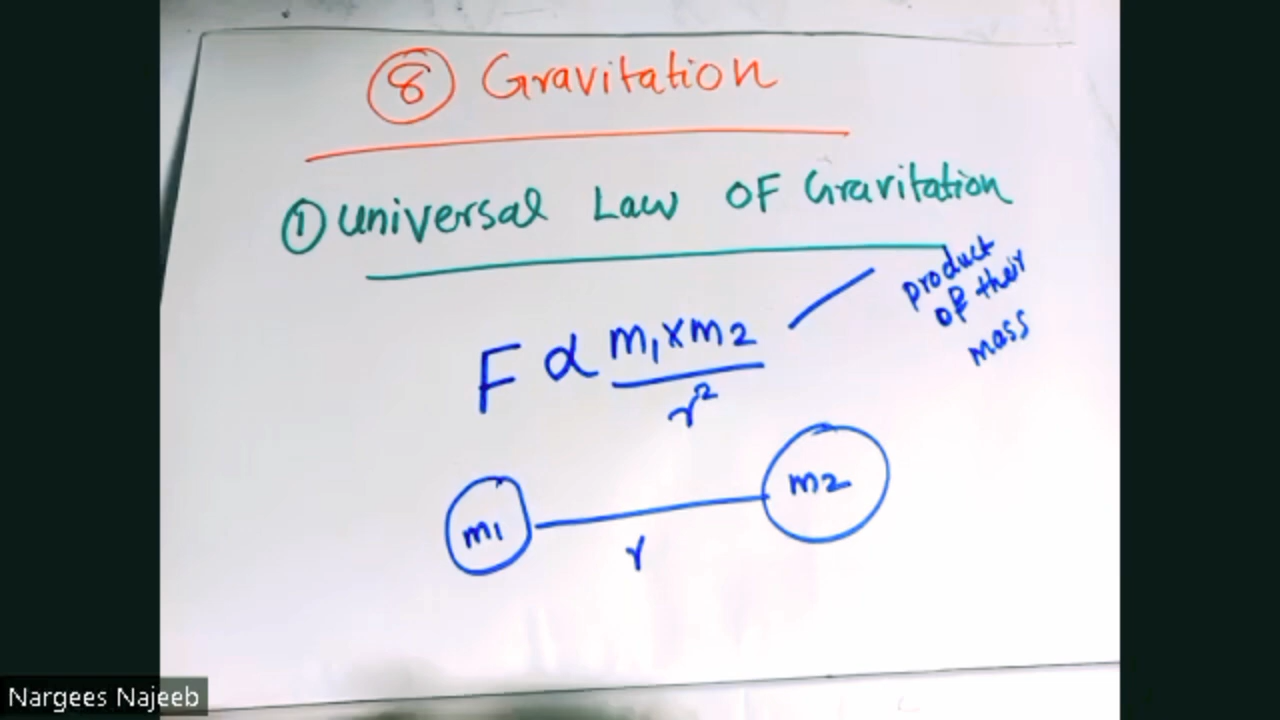 ⑧ Gravitation
① universal Law OF Gravitation
product
of their
mass
F ∝ m₁×m₂
r²
m₁
m₂
r
Nargees Najeeb